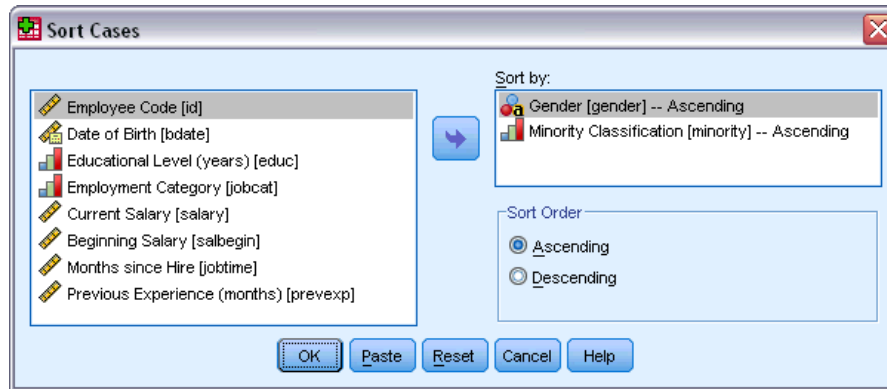 Sort Cases
Employee Code [id]
Date of Birth [bdate]
Educational Level (years) [educ]
Employment Category [jobcat]
Current Salary [salary]
Beginning Salary [salbegin]
Months since Hire [jobtime]
Previous Experience (months) [prevexp]
Sort by:
Gender [gender] -- Ascending
Minority Classification [minority] -- Ascending
Sort Order
Ascending
Descending
OK Paste Reset Cancel Help